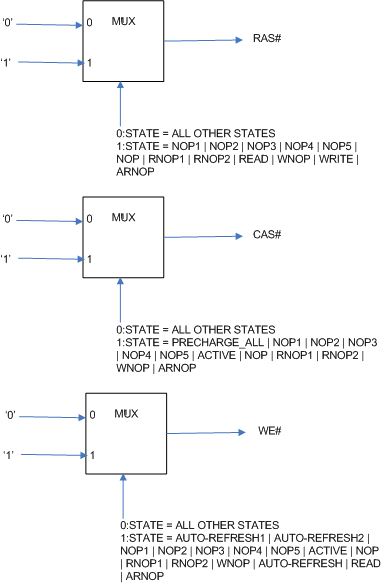 '0'
0
MUX
RAS#
'1'
1
0:STATE = ALL OTHER STATES
1:STATE = NOP1 | NOP2 | NOP3 | NOP4 | NOP5 |
NOP | RNOP1 | RNOP2 | READ | WNOP | WRITE |
ARNOP
'0'
0
MUX
CAS#
'1'
1
0:STATE = ALL OTHER STATES
1:STATE = PRECHARGE_ALL | NOP1 | NOP2 | NOP3
| NOP4 | NOP5 | ACTIVE | NOP | RNOP1 | RNOP2 |
WNOP | ARNOP
'0'
0
MUX
WE#
'1'
1
0:STATE = ALL OTHER STATES
1:STATE = AUTO-REFRESH1 | AUTO-REFRESH2 |
NOP1 | NOP2 | NOP3 | NOP4 | NOP5 | ACTIVE | NOP
| RNOP1 | RNOP2 | WNOP | AUTO-REFRESH | READ
| ARNOP